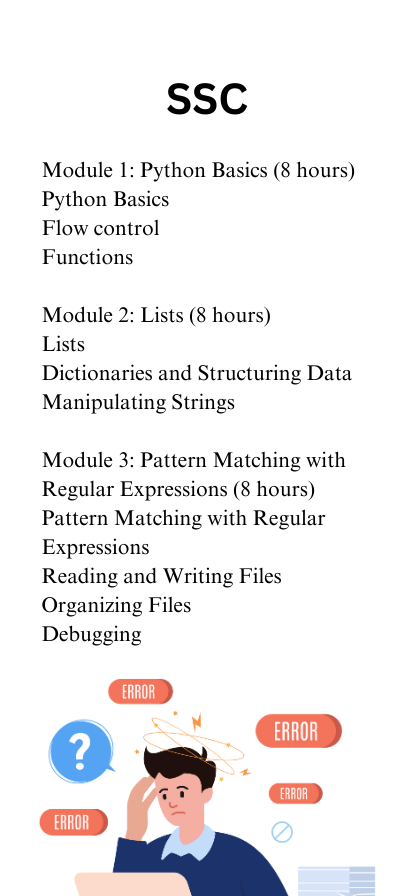 SSC
Module 1: Python Basics (8 hours)
Python Basics
Flow control
Functions
Module 2: Lists (8 hours)
Lists
Dictionaries and Structuring Data
Manipulating Strings
Module 3: Pattern Matching with
Regular Expressions (8 hours)
Pattern Matching with Regular
Expressions
Reading and Writing Files
Organizing Files
Debugging
ERROR
ERROR
?
ERROR
ERROR